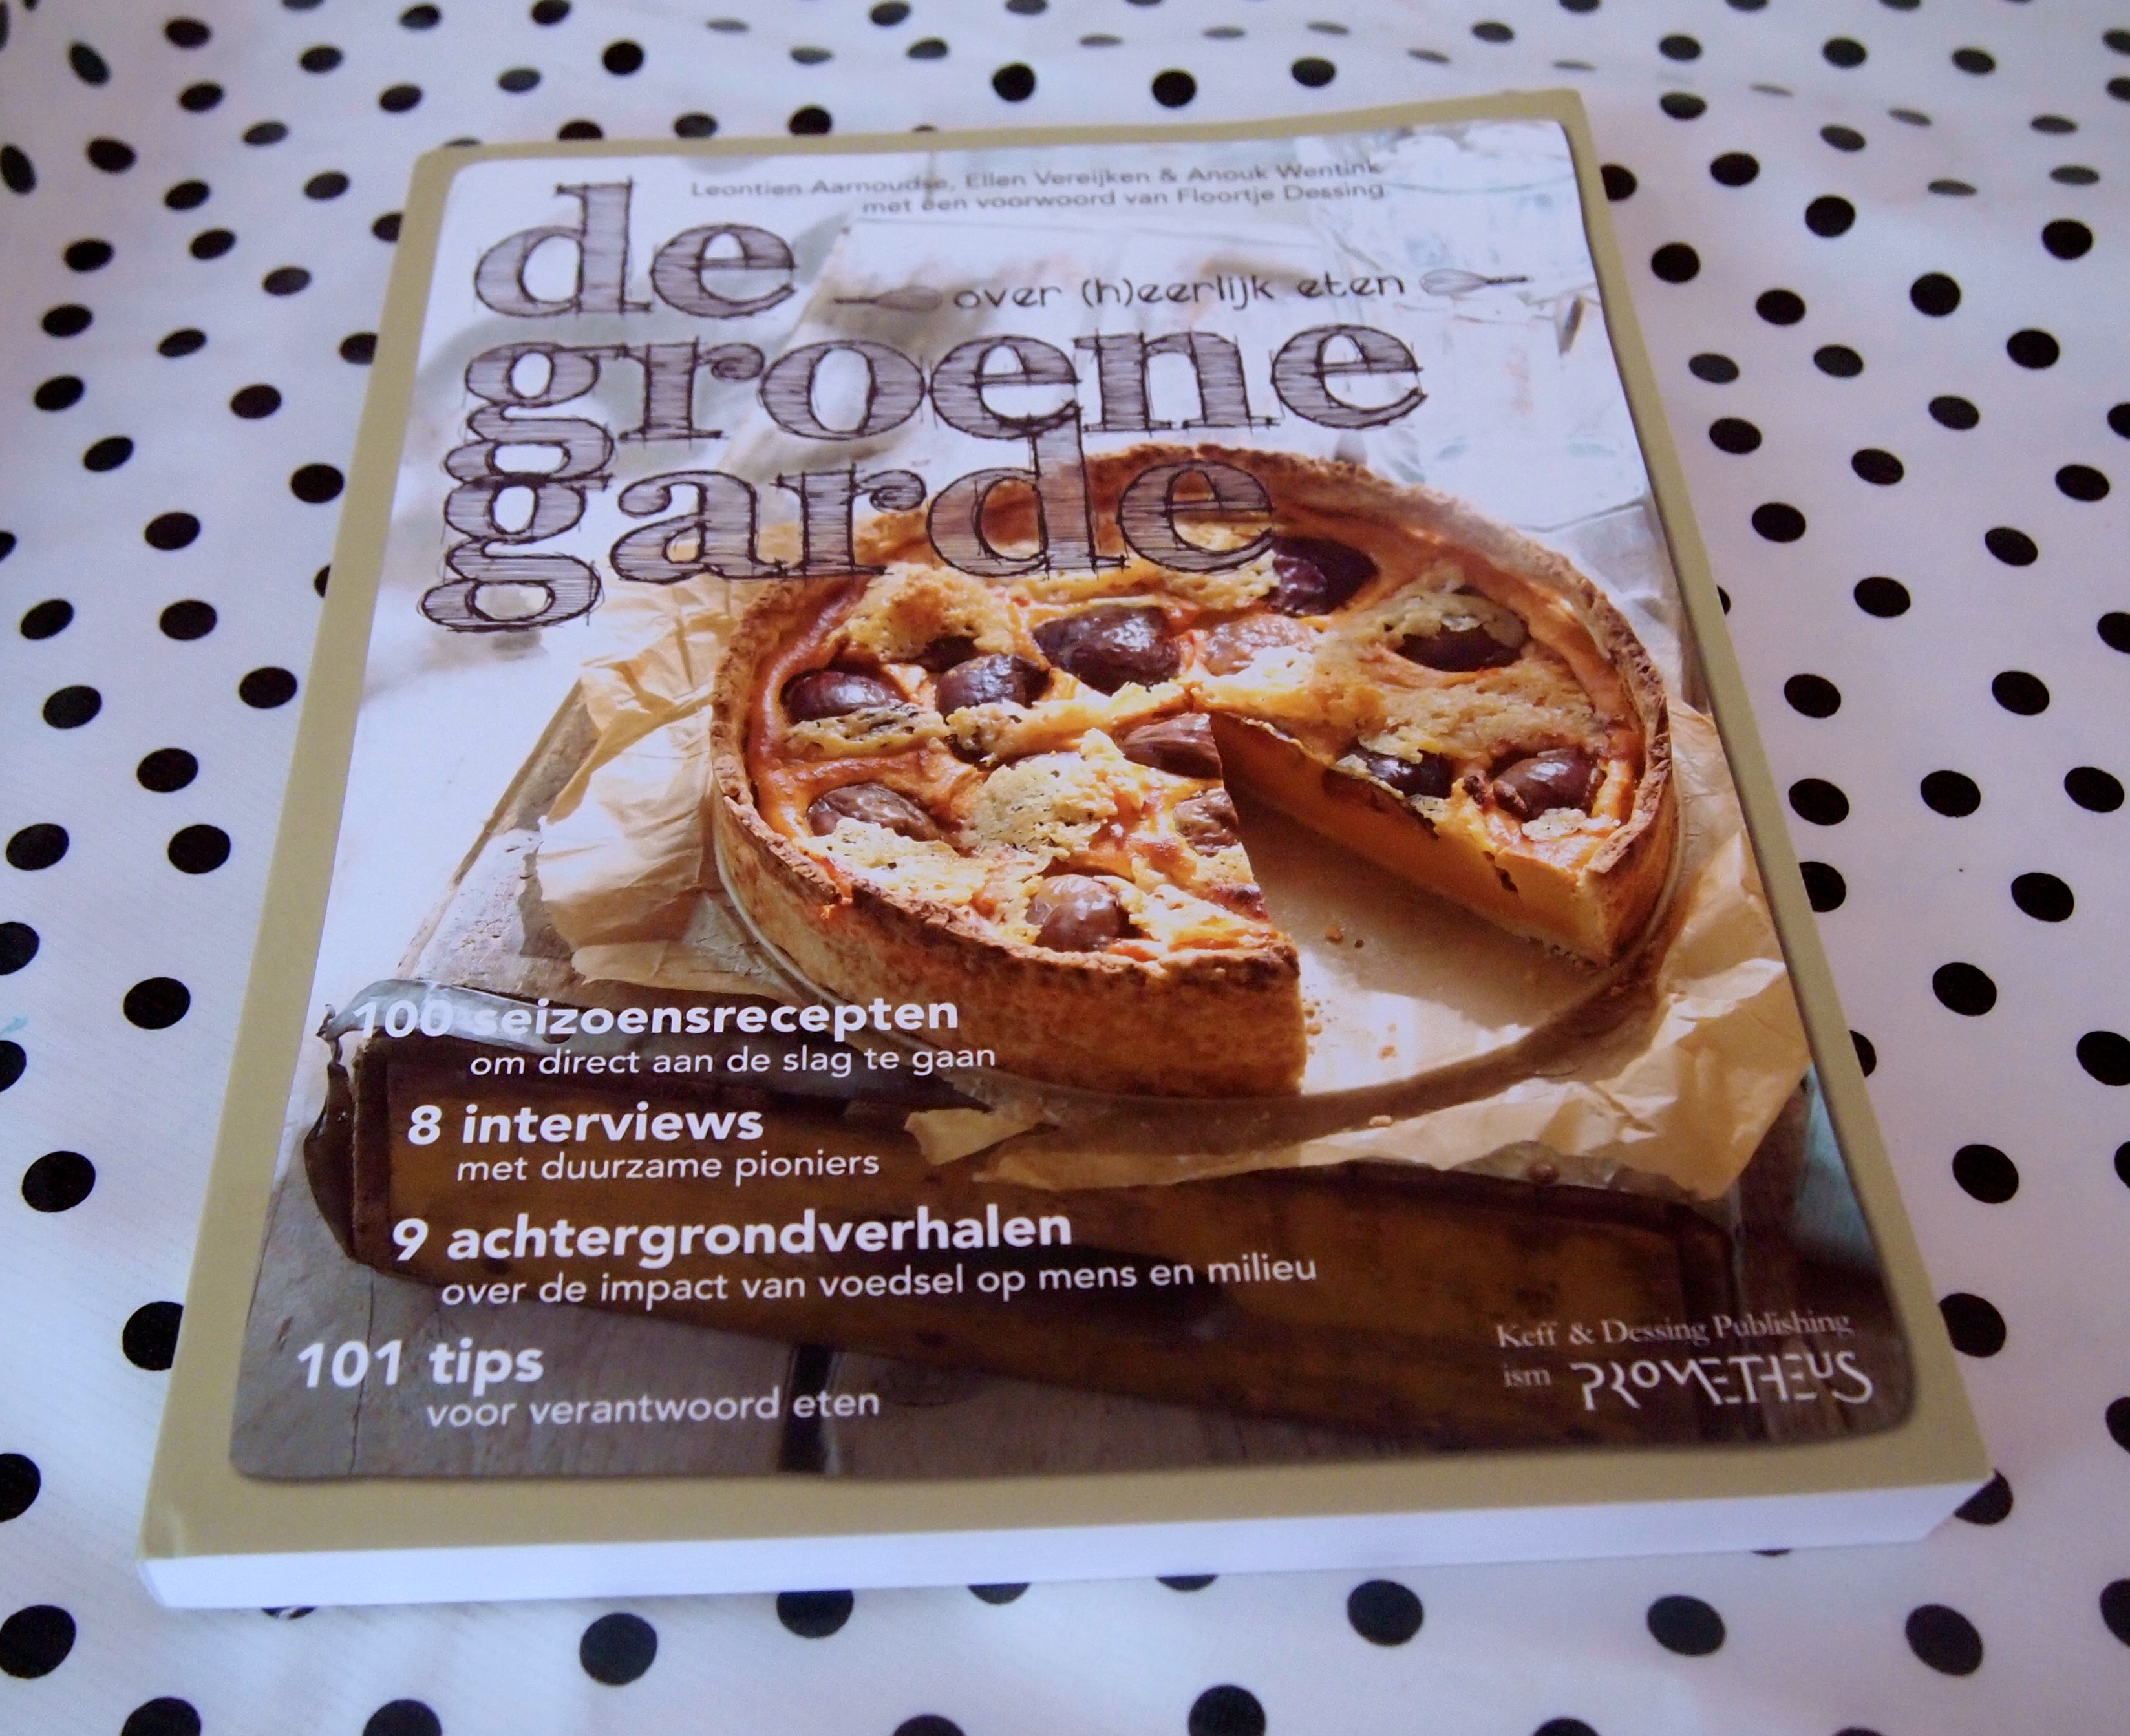 Leontien Aarnoudse, Ellen Vereijken & Anouk Wentink
met een voorwoord van Floortje Dessing
de
over (h)eerlijk eten
groene
garde
100 seizoensrecepten
om direct aan de slag te gaan
8 interviews
met duurzame pioniers
9 achtergrondverhalen
over de impact van voedsel op mens en milieu
101 tips
voor verantwoord eten
Keff & Dessing Publishing
ism PROMETHEUS